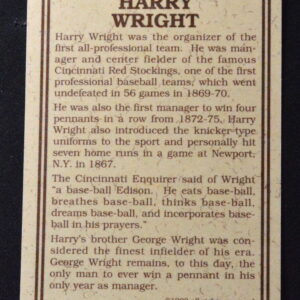 HARRY
WRIGHT
Harry Wright was the organizer of the
first all-professional team. He was man-
ager and center fielder of the famous
Cincinnati Red Stockings, one of the first
professional baseball teams, which went
undefeated in 56 games in 1869-70.
He was also the first manager to win four
pennants in a row from 1872-75. Harry
Wright also introduced the knicker-type
uniforms to the sport and personally hit
seven home runs in a game at Newport,
N.Y. in 1867.
The Cincinnati Enquirer said of Wright
"a base-ball Edison. He eats base-ball,
breathes base-ball, thinks base-ball,
dreams base-ball, and incorporates base-
ball in his prayers."
Harry's brother George Wright was con-
sidered the finest infielder of his era.
George Wright remains, to this day, the
only man to ever win a pennant in his
only year as manager.